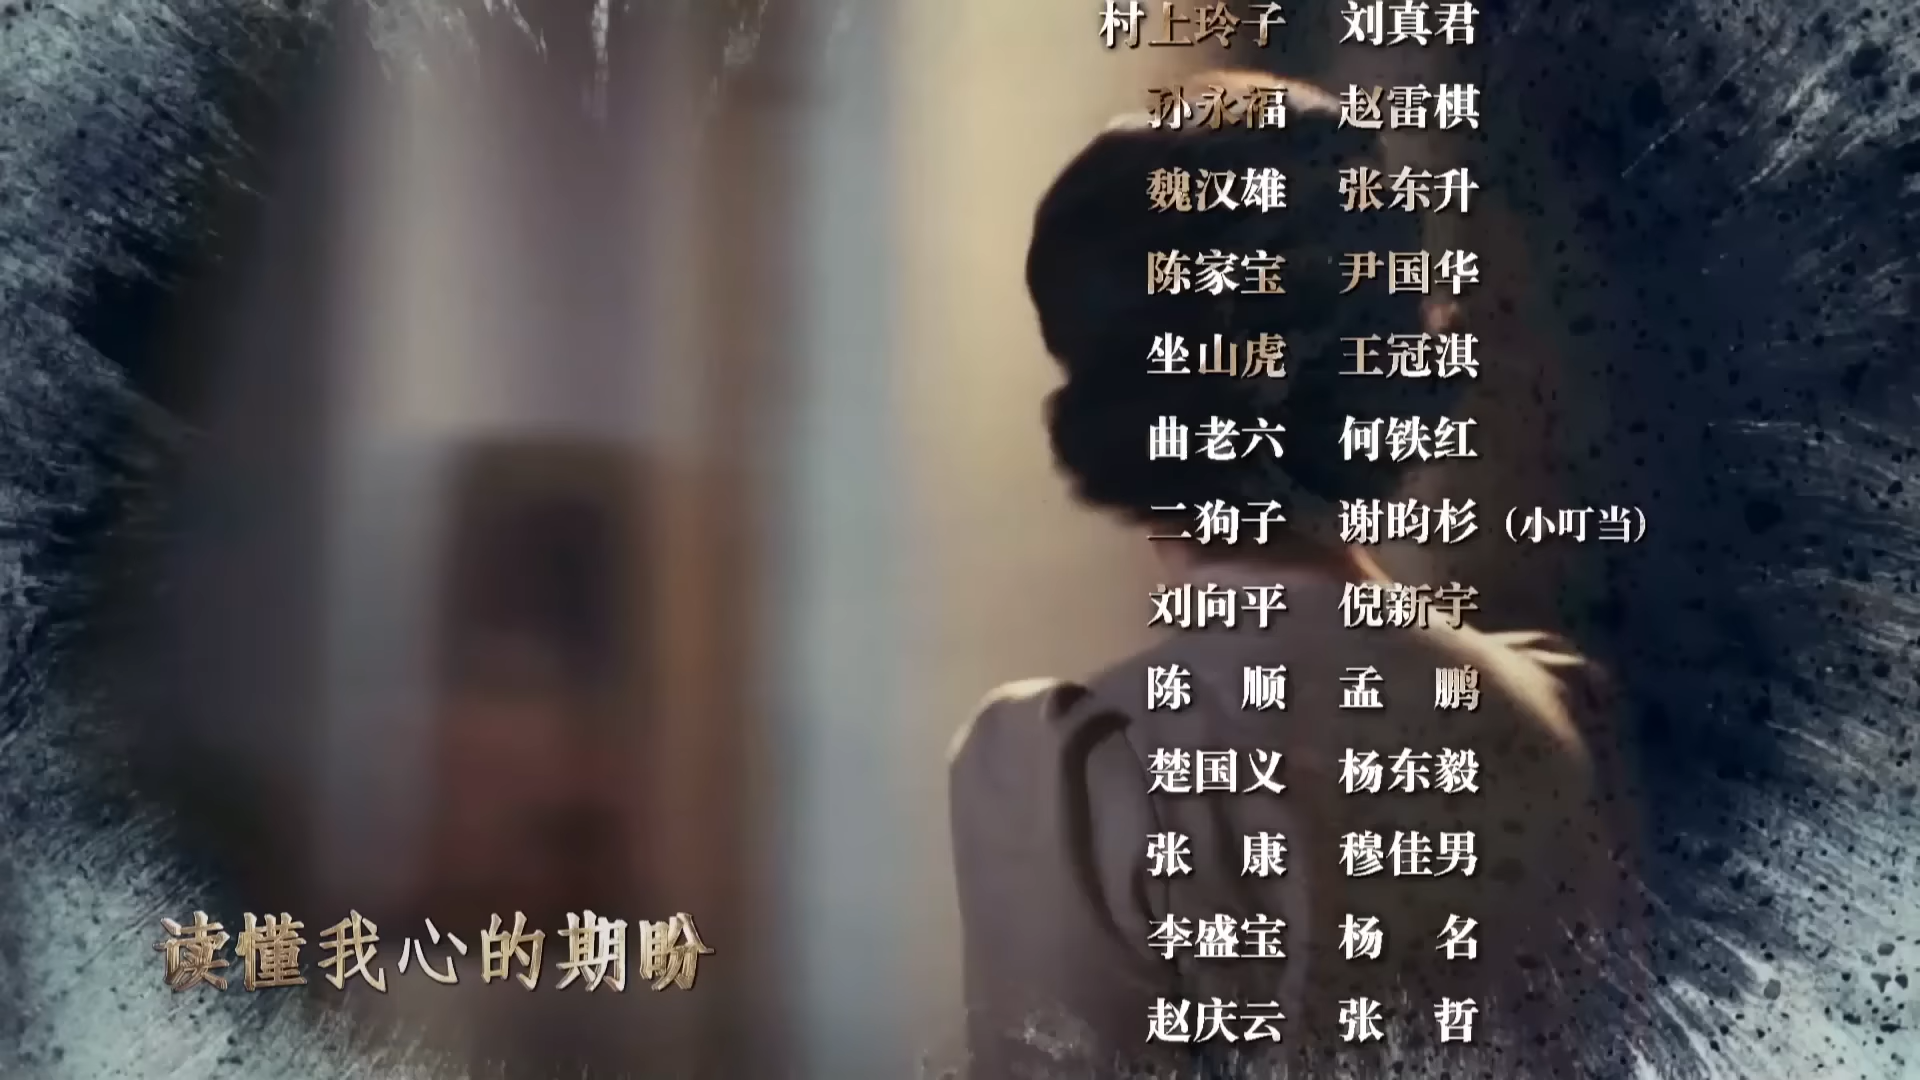 村上玲子 刘真君
孙永福 赵雷棋
魏汉雄 张东升
陈家宝 尹国华
坐山虎 王冠淇
曲老六 何铁红
二狗子 谢昀杉（小叮当）
刘向平 倪新宇
陈 顺 孟 鹏
楚国义 杨东毅
张 康 穆佳男
李盛宝 杨 名
赵庆云 张 哲
读懂我心的期盼